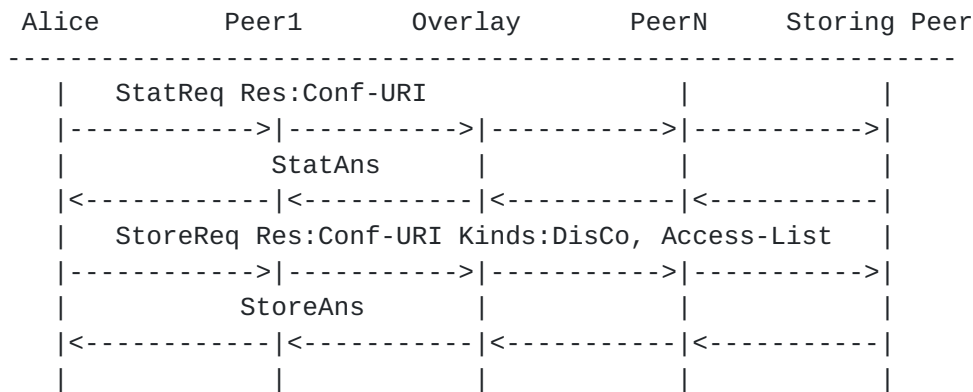 Alice        Peer1        Overlay       PeerN      Storing Peer
-------------------------------------------------------------
   |   StatReq Res:Conf-URI                |            |
   |------------>|----------->|----------->|----------->|
   |             StatAns      |            |            |
   |<------------|<-----------|<-----------|<-----------|
   |   StoreReq Res:Conf-URI Kinds:DisCo, Access-List   |
   |------------>|----------->|----------->|----------->|
   |           StoreAns       |            |            |
   |<------------|<-----------|<-----------|<-----------|
   |             |            |            |            |